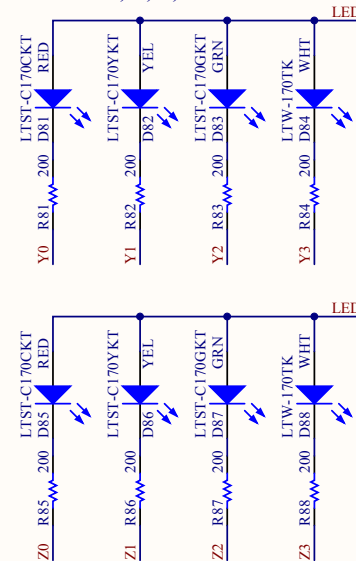 LED
LTST-C170CKT
RED
D81
200
R81
Y0
LTST-C170YKT
YEL
D82
200
R82
Y1
LTST-C170GKT
GRN
D83
200
R83
Y2
LTW-170TK
WHT
D84
200
R84
Y3
LED
LTST-C170CKT
RED
D85
200
R85
Z0
LTST-C170YKT
YEL
D86
200
R86
Z1
LTST-C170GKT
GRN
D87
200
R87
Z2
LTW-170TK
WHT
D88
200
R88
Z3